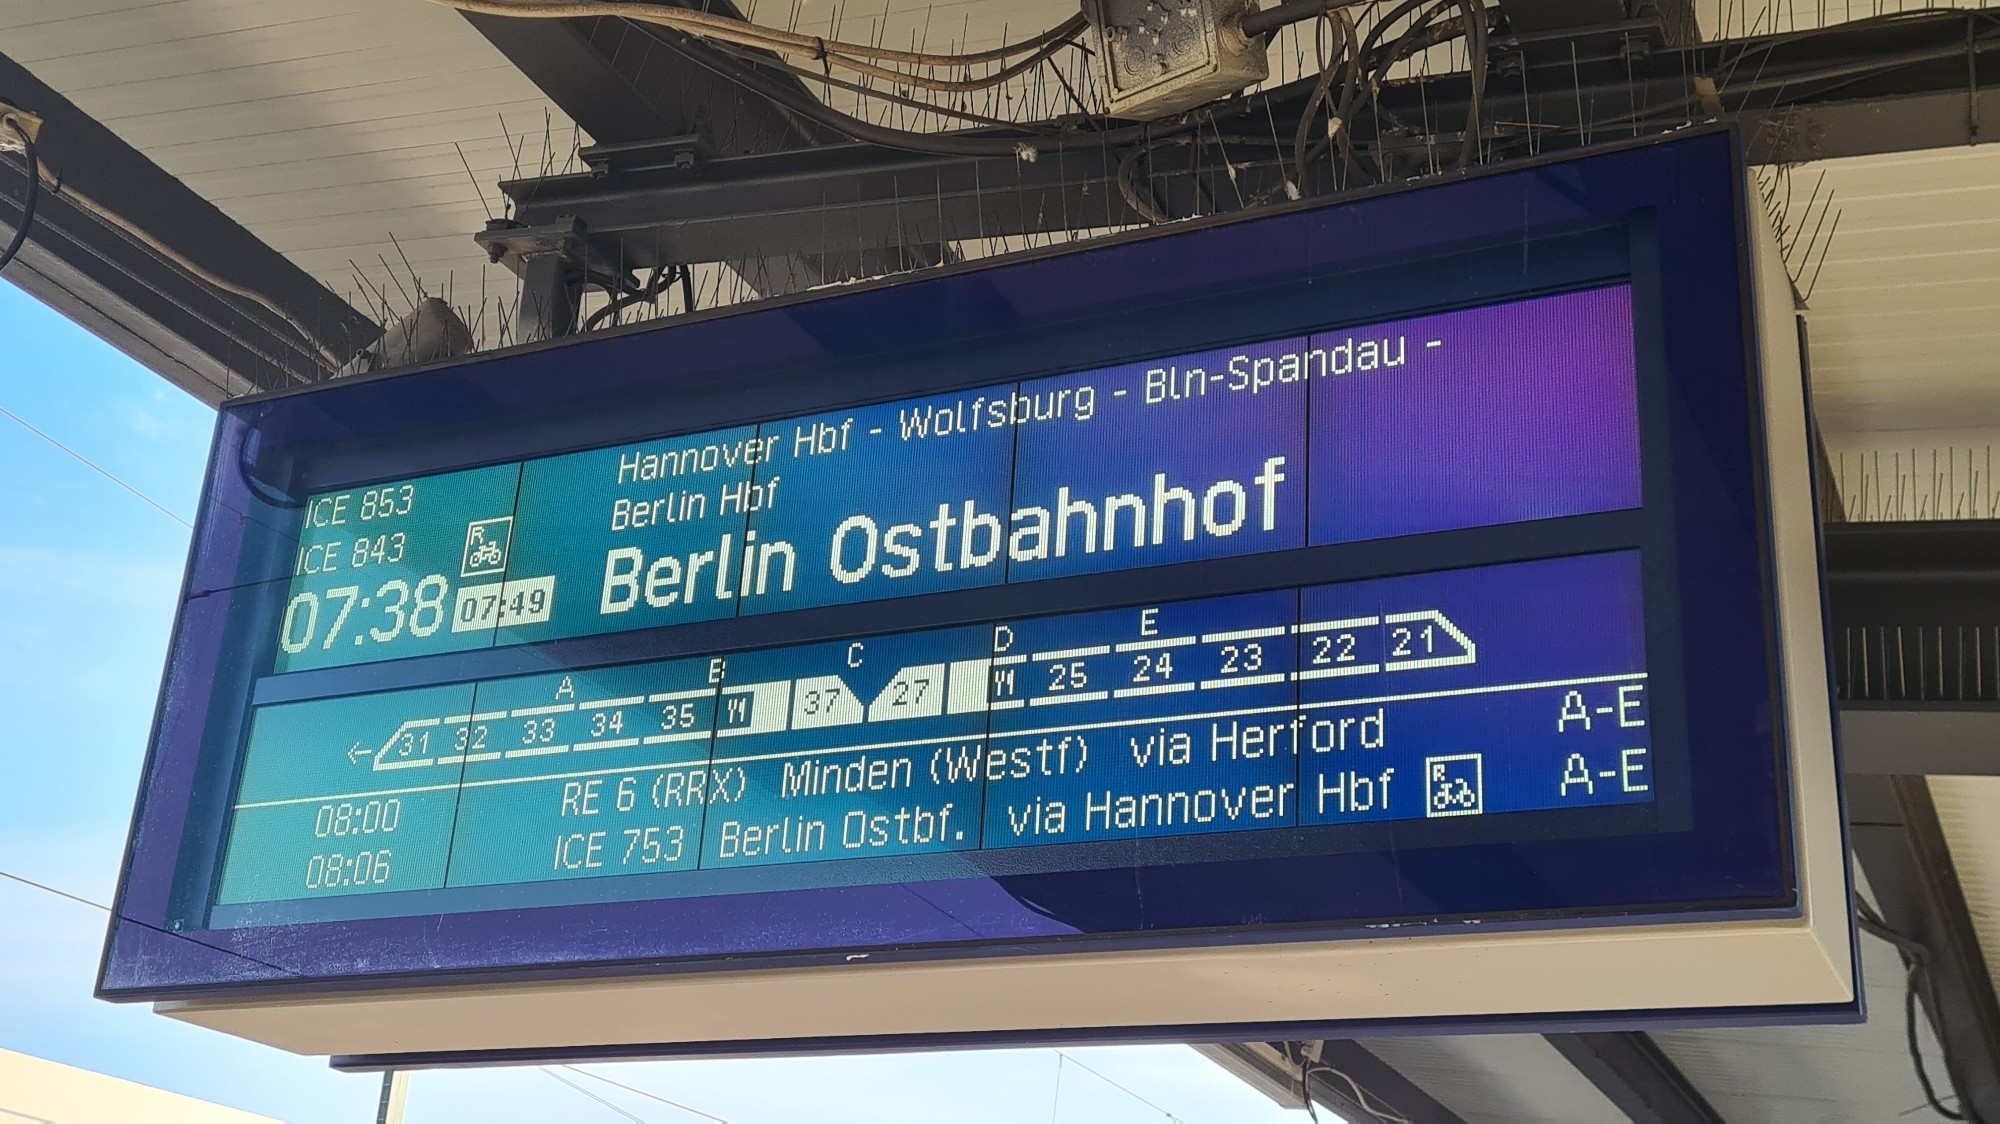 ICE 853
ICE 843
R
07:38 07:49
Hannover Hbf - Wolfsburg - Bln-Spandau -
Berlin Hbf
Berlin Ostbahnhof
A B C D E
← 31 32 33 34 35 37 27 25 24 23 22 21
08:00 RE 6 (RRX) Minden (Westf) via Herford A-E
08:06 ICE 753 Berlin Ostbf. via Hannover Hbf R A-E